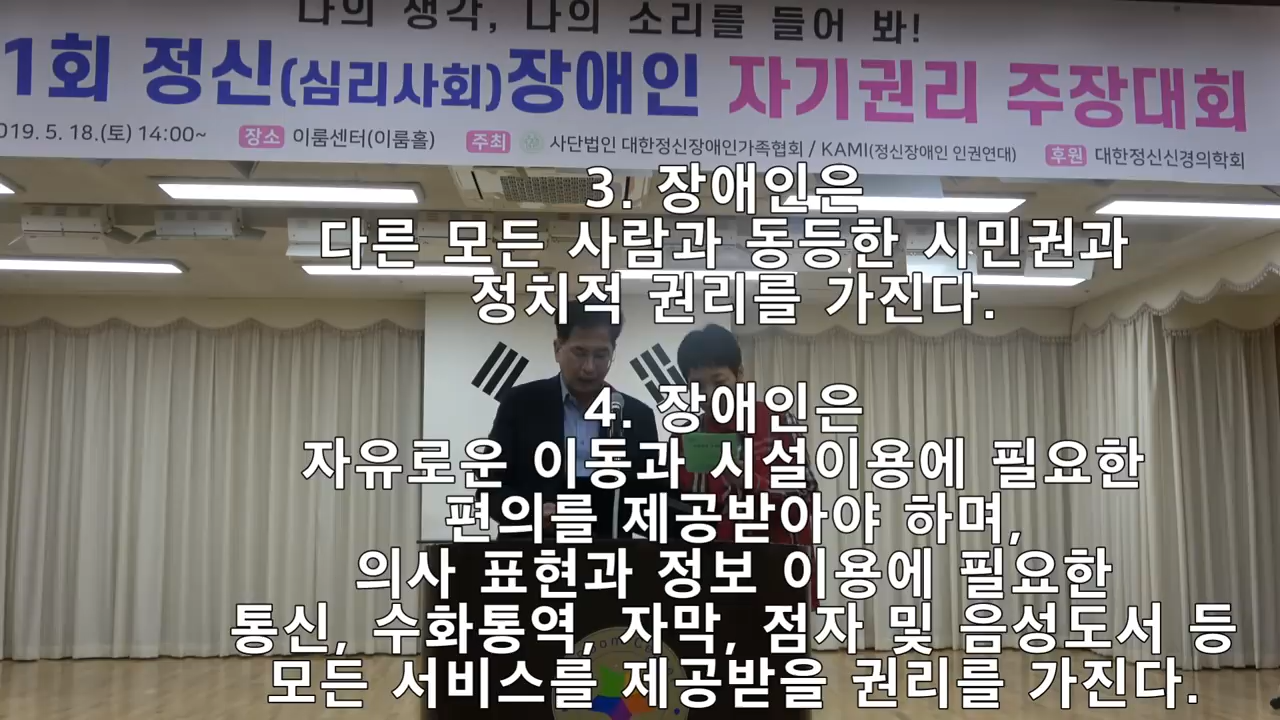 나의 생각, 나의 소리를 들어 봐!
1회 정신(심리사회)장애인 자기권리 주장대회
019. 5. 18.(토) 14:00~ 장소 이룸센터(이룸홀) 주최 사단법인 대한정신장애인가족협회 / KAMI(정신장애인 인권연대) 후원 대한정신신경의학회
3. 장애인은
다른 모든 사람과 동등한 시민권과
정치적 권리를 가진다.
4. 장애인은
자유로운 이동과 시설이용에 필요한
편의를 제공받아야 하며,
의사 표현과 정보 이용에 필요한
통신, 수화통역, 자막, 점자 및 음성도서 등
모든 서비스를 제공받을 권리를 가진다.